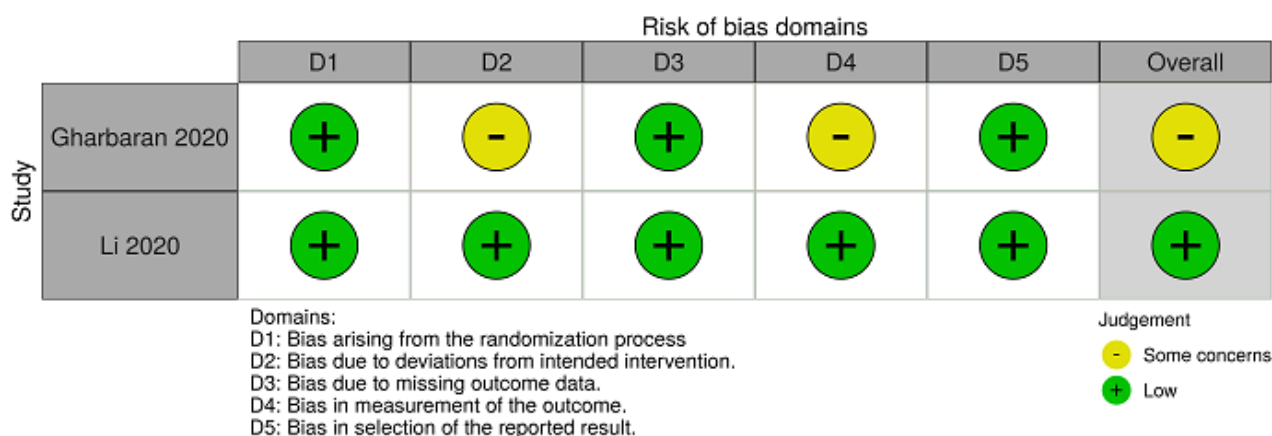 Risk of bias domains
D1 D2 D3 D4 D5 Overall
Study
Gharbaran 2020 + - + - + -
Li 2020 + + + + + +
Domains:
D1: Bias arising from the randomization process
D2: Bias due to deviations from intended intervention.
D3: Bias due to missing outcome data.
D4: Bias in measurement of the outcome.
D5: Bias in selection of the reported result.
Judgement
- Some concerns
+ Low